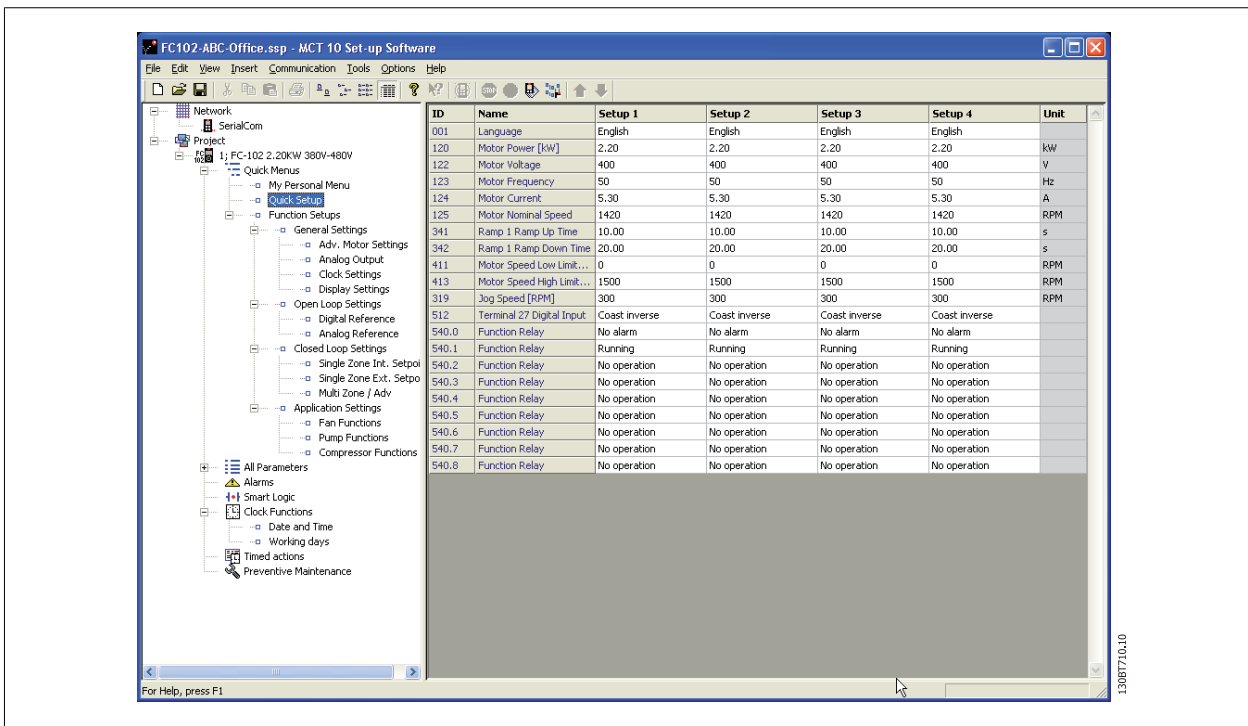 FC102-ABC-Office.ssp - MCT 10 Set-up Software
File Edit View Insert Communication Tools Options Help
Network
SerialCom
Project
1; FC-102 2.20KW 380V-480V
Quick Menus
My Personal Menu
Quick Setup
Function Setups
General Settings
Adv. Motor Settings
Analog Output
Clock Settings
Display Settings
Open Loop Settings
Digital Reference
Analog Reference
Closed Loop Settings
Single Zone Int. Setpoi
Single Zone Ext. Setpo
Multi Zone / Adv
Application Settings
Fan Functions
Pump Functions
Compressor Functions
All Parameters
Alarms
Smart Logic
Clock Functions
Date and Time
Working days
Timed actions
Preventive Maintenance
ID Name Setup 1 Setup 2 Setup 3 Setup 4 Unit
001 Language English English English English
120 Motor Power [kW] 2.20 2.20 2.20 2.20 kW
122 Motor Voltage 400 400 400 400 V
123 Motor Frequency 50 50 50 50 Hz
124 Motor Current 5.30 5.30 5.30 5.30 A
125 Motor Nominal Speed 1420 1420 1420 1420 RPM
341 Ramp 1 Ramp Up Time 10.00 10.00 10.00 10.00 s
342 Ramp 1 Ramp Down Time 20.00 20.00 20.00 20.00 s
411 Motor Speed Low Limit... 0 0 0 0 RPM
413 Motor Speed High Limit... 1500 1500 1500 1500 RPM
319 Jog Speed [RPM] 300 300 300 300 RPM
512 Terminal 27 Digital Input Coast inverse Coast inverse Coast inverse Coast inverse
540.0 Function Relay No alarm No alarm No alarm No alarm
540.1 Function Relay Running Running Running Running
540.2 Function Relay No operation No operation No operation No operation
540.3 Function Relay No operation No operation No operation No operation
540.4 Function Relay No operation No operation No operation No operation
540.5 Function Relay No operation No operation No operation No operation
540.6 Function Relay No operation No operation No operation No operation
540.7 Function Relay No operation No operation No operation No operation
540.8 Function Relay No operation No operation No operation No operation
For Help, press F1
130BT710.10